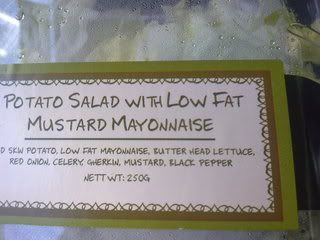 POTATO SALAD WITH LOW FAT
MUSTARD MAYONNAISE
D SKIN POTATO, LOW FAT MAYONNAISE, BUTTER HEAD LETTUCE,
RED ONION, CELERY, GHERKIN, MUSTARD, BLACK PEPPER
NETT WT: 250G